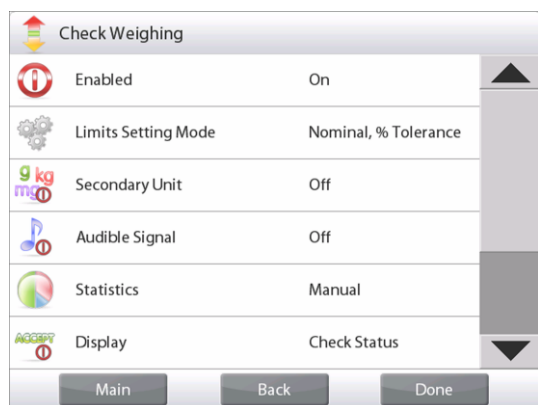 Check Weighing
Enabled On
Limits Setting Mode Nominal, % Tolerance
g kg
mg
Secondary Unit Off
Audible Signal Off
Statistics Manual
ACCEPT
Display Check Status
Main Back Done